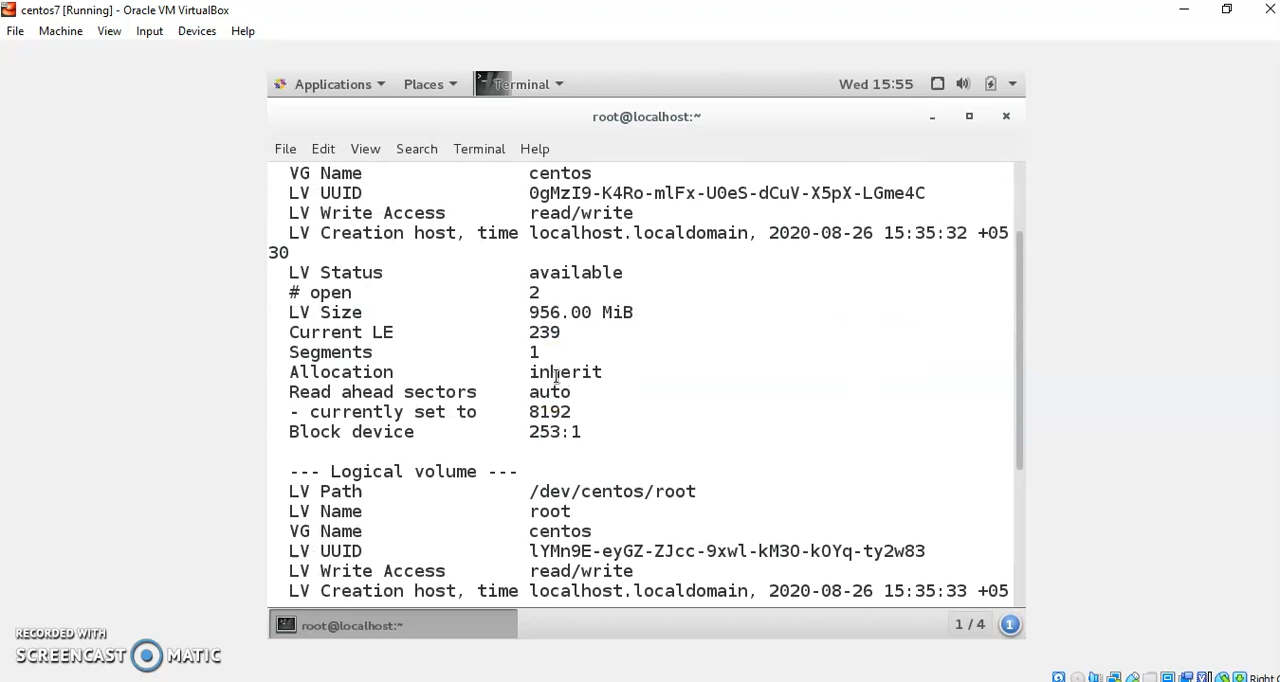 centos7 [Running] - Oracle VM VirtualBox
File Machine View Input Devices Help
Applications Places Terminal Wed 15:55
root@localhost:~
File Edit View Search Terminal Help
VG Name centos
LV UUID 0gMzI9-K4Ro-mlFx-U0eS-dCuV-X5pX-LGme4C
LV Write Access read/write
LV Creation host, time localhost.localdomain, 2020-08-26 15:35:32 +05
30
LV Status available
# open 2
LV Size 956.00 MiB
Current LE 239
Segments 1
Allocation inherit
Read ahead sectors auto
- currently set to 8192
Block device 253:1
--- Logical volume ---
LV Path /dev/centos/root
LV Name root
VG Name centos
LV UUID lYMn9E-eyGZ-ZJcc-9xwl-kM3O-kOYq-ty2w83
LV Write Access read/write
LV Creation host, time localhost.localdomain, 2020-08-26 15:35:33 +05
root@localhost:~ 1 / 4 1
RECORDED WITH
SCREENCAST MATIC
Right